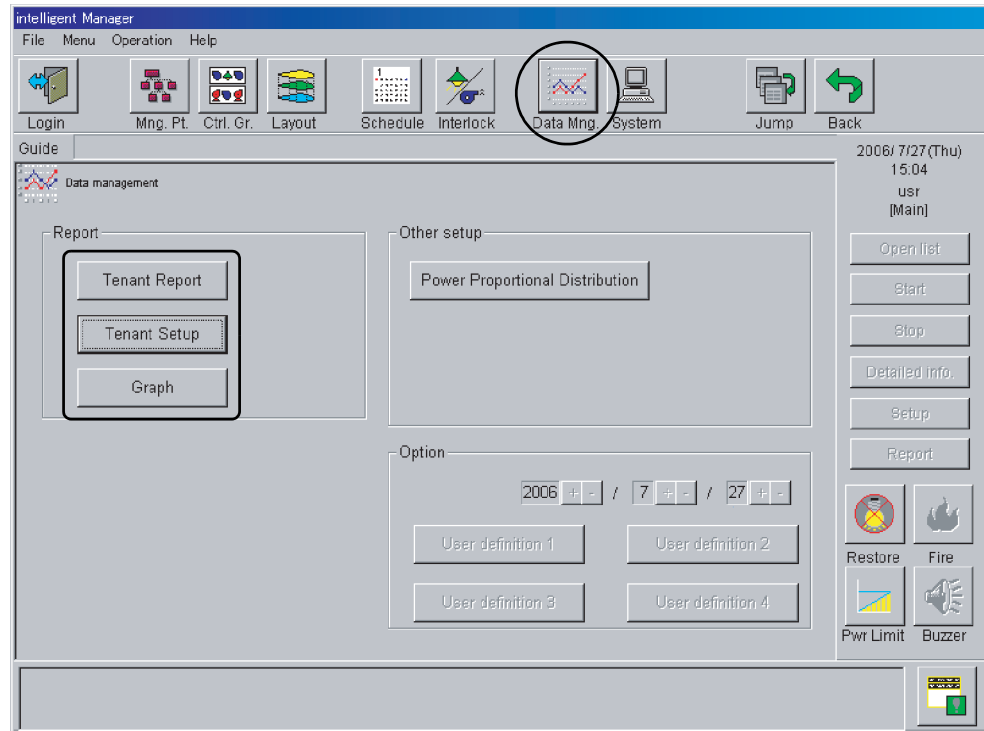 intelligent Manager
File Menu Operation Help
Login Mng. Pt. Ctrl. Gr. Layout Schedule Interlock Data Mng. System Jump Back
Guide
2006/ 7/27(Thu)
15:04
usr
[Main]
Data management
Report
Tenant Report
Tenant Setup
Graph
Other setup
Power Proportional Distribution
Option
2006 + - / 7 + - / 27 + -
User definition 1 User definition 2
User definition 3 User definition 4
Open list
Start
Stop
Detailed info.
Setup
Report
Restore Fire
Pwr Limit Buzzer